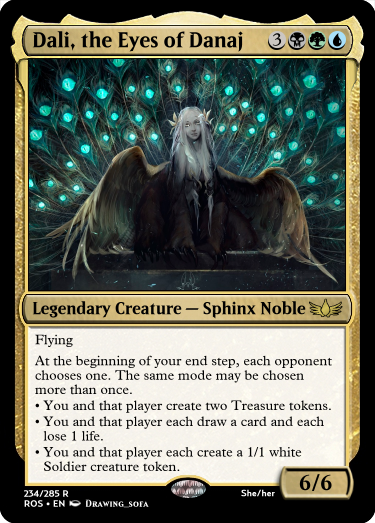 Dali, the Eyes of Danaj 3
Legendary Creature — Sphinx Noble
Flying
At the beginning of your end step, each opponent
chooses one. The same mode may be chosen
more than once.
• You and that player create two Treasure tokens.
• You and that player each draw a card and each
lose 1 life.
• You and that player each create a 1/1 white
Soldier creature token.
6/6
234/285 R She/her
ROS • EN Drawing_sofa